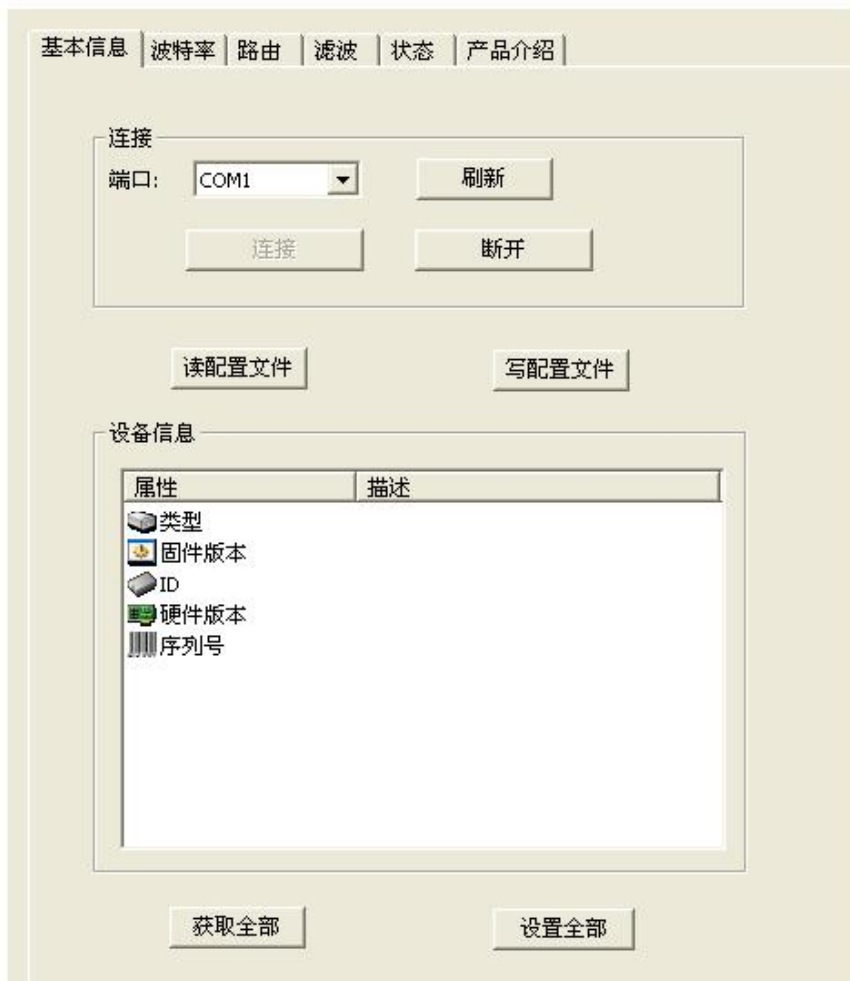 基本信息 波特率 路由 滤波 状态 产品介绍
连接
端口: COM1 刷新
连接 断开
读配置文件 写配置文件
设备信息
属性 描述
类型
固件版本
ID
硬件版本
序列号
获取全部 设置全部